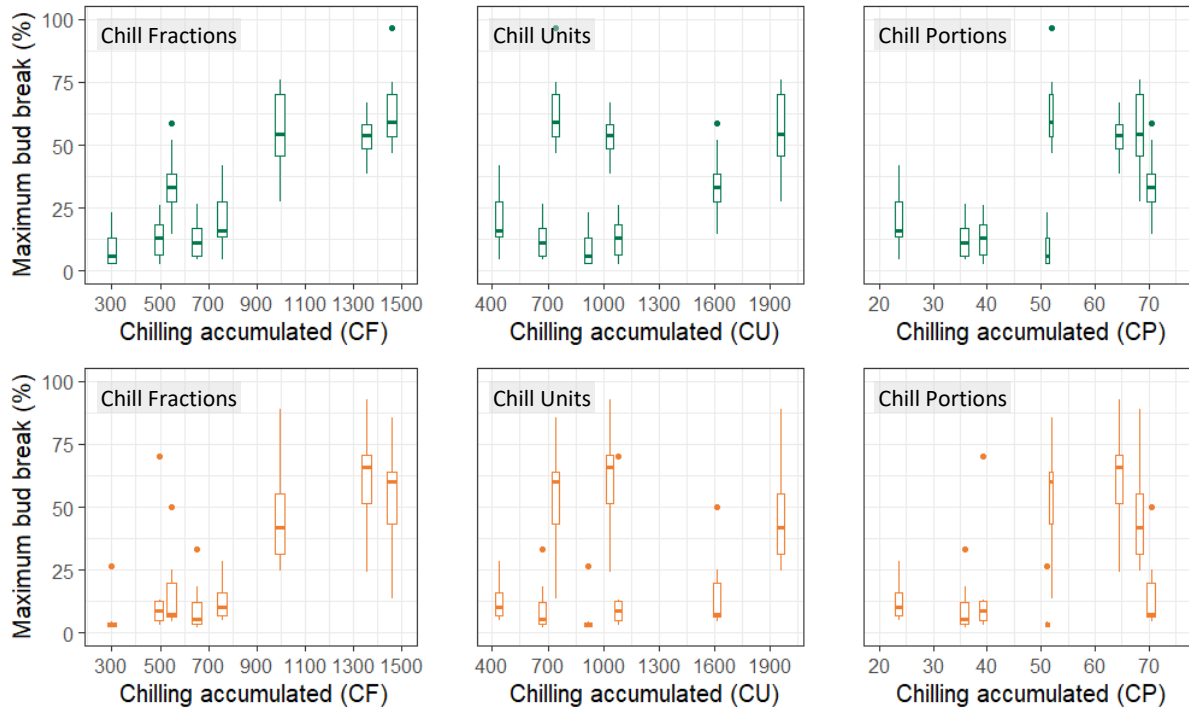 Maximum bud break (%)
100
75
50
25
0
Chill Fractions
300 500 700 900 1100 1300 1500
Chilling accumulated (CF)
Chill Units
400 700 1000 1300 1600 1900
Chilling accumulated (CU)
Chill Portions
20 30 40 50 60 70
Chilling accumulated (CP)
Maximum bud break (%)
100
75
50
25
0
Chill Fractions
300 500 700 900 1100 1300 1500
Chilling accumulated (CF)
Chill Units
400 700 1000 1300 1600 1900
Chilling accumulated (CU)
Chill Portions
20 30 40 50 60 70
Chilling accumulated (CP)